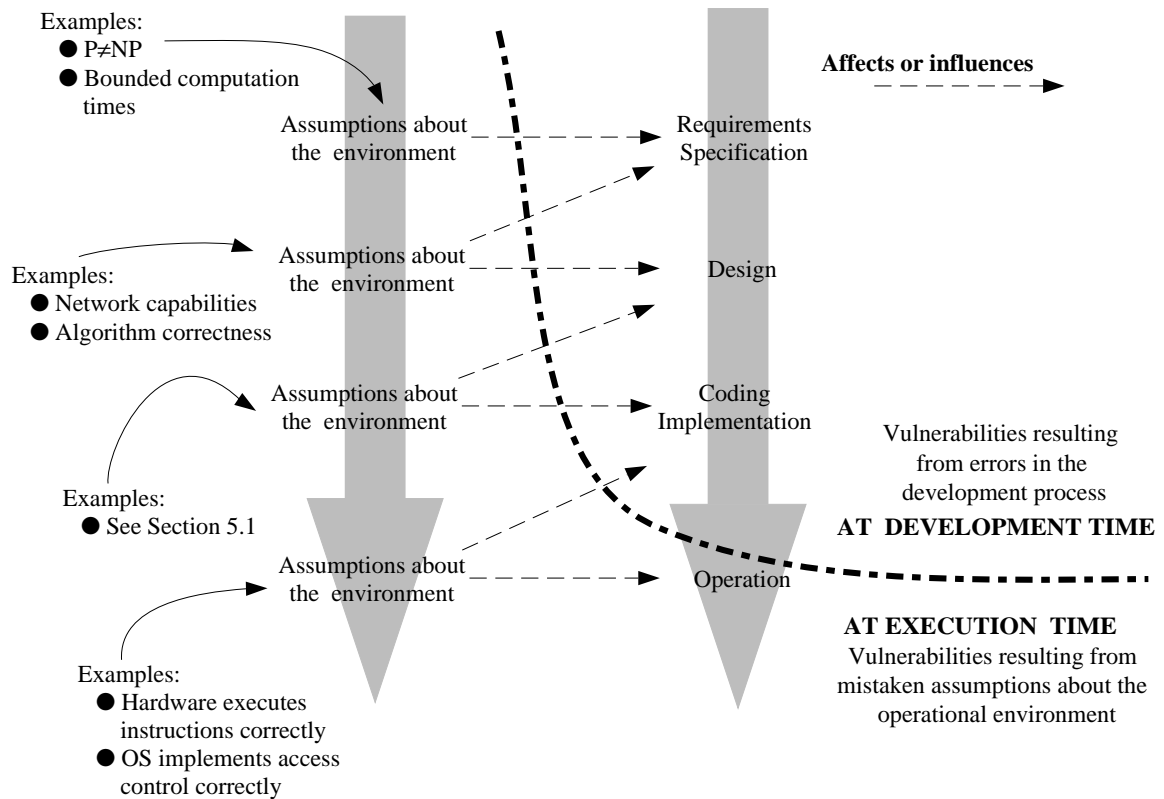 Examples:
● P≠NP
● Bounded computation
times
Affects or influences
Assumptions about
the environment
Requirements
Specification
Assumptions about
the environment
Design
Examples:
● Network capabilities
● Algorithm correctness
Assumptions about
the environment
Coding
Implementation
Vulnerabilities resulting
from errors in the
development process
AT DEVELOPMENT TIME
Examples:
● See Section 5.1
Assumptions about
the environment
Operation
AT EXECUTION TIME
Vulnerabilities resulting from
mistaken assumptions about the
operational environment
Examples:
● Hardware executes
instructions correctly
● OS implements access
control correctly